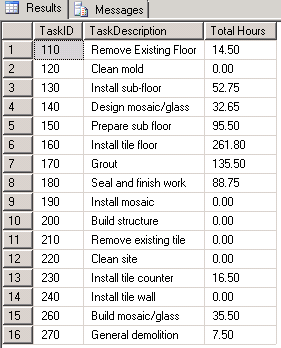 Results Messages
TaskID TaskDescription Total Hours
1 110 Remove Existing Floor 14.50
2 120 Clean mold 0.00
3 130 Install sub-floor 52.75
4 140 Design mosaic/glass 32.65
5 150 Prepare sub floor 95.50
6 160 Install tile floor 261.80
7 170 Grout 135.50
8 180 Seal and finish work 88.75
9 190 Install mosaic 0.00
10 200 Build structure 0.00
11 210 Remove existing tile 0.00
12 220 Clean site 0.00
13 230 Install tile counter 16.50
14 240 Install tile wall 0.00
15 260 Build mosaic/glass 35.50
16 270 General demolition 7.50